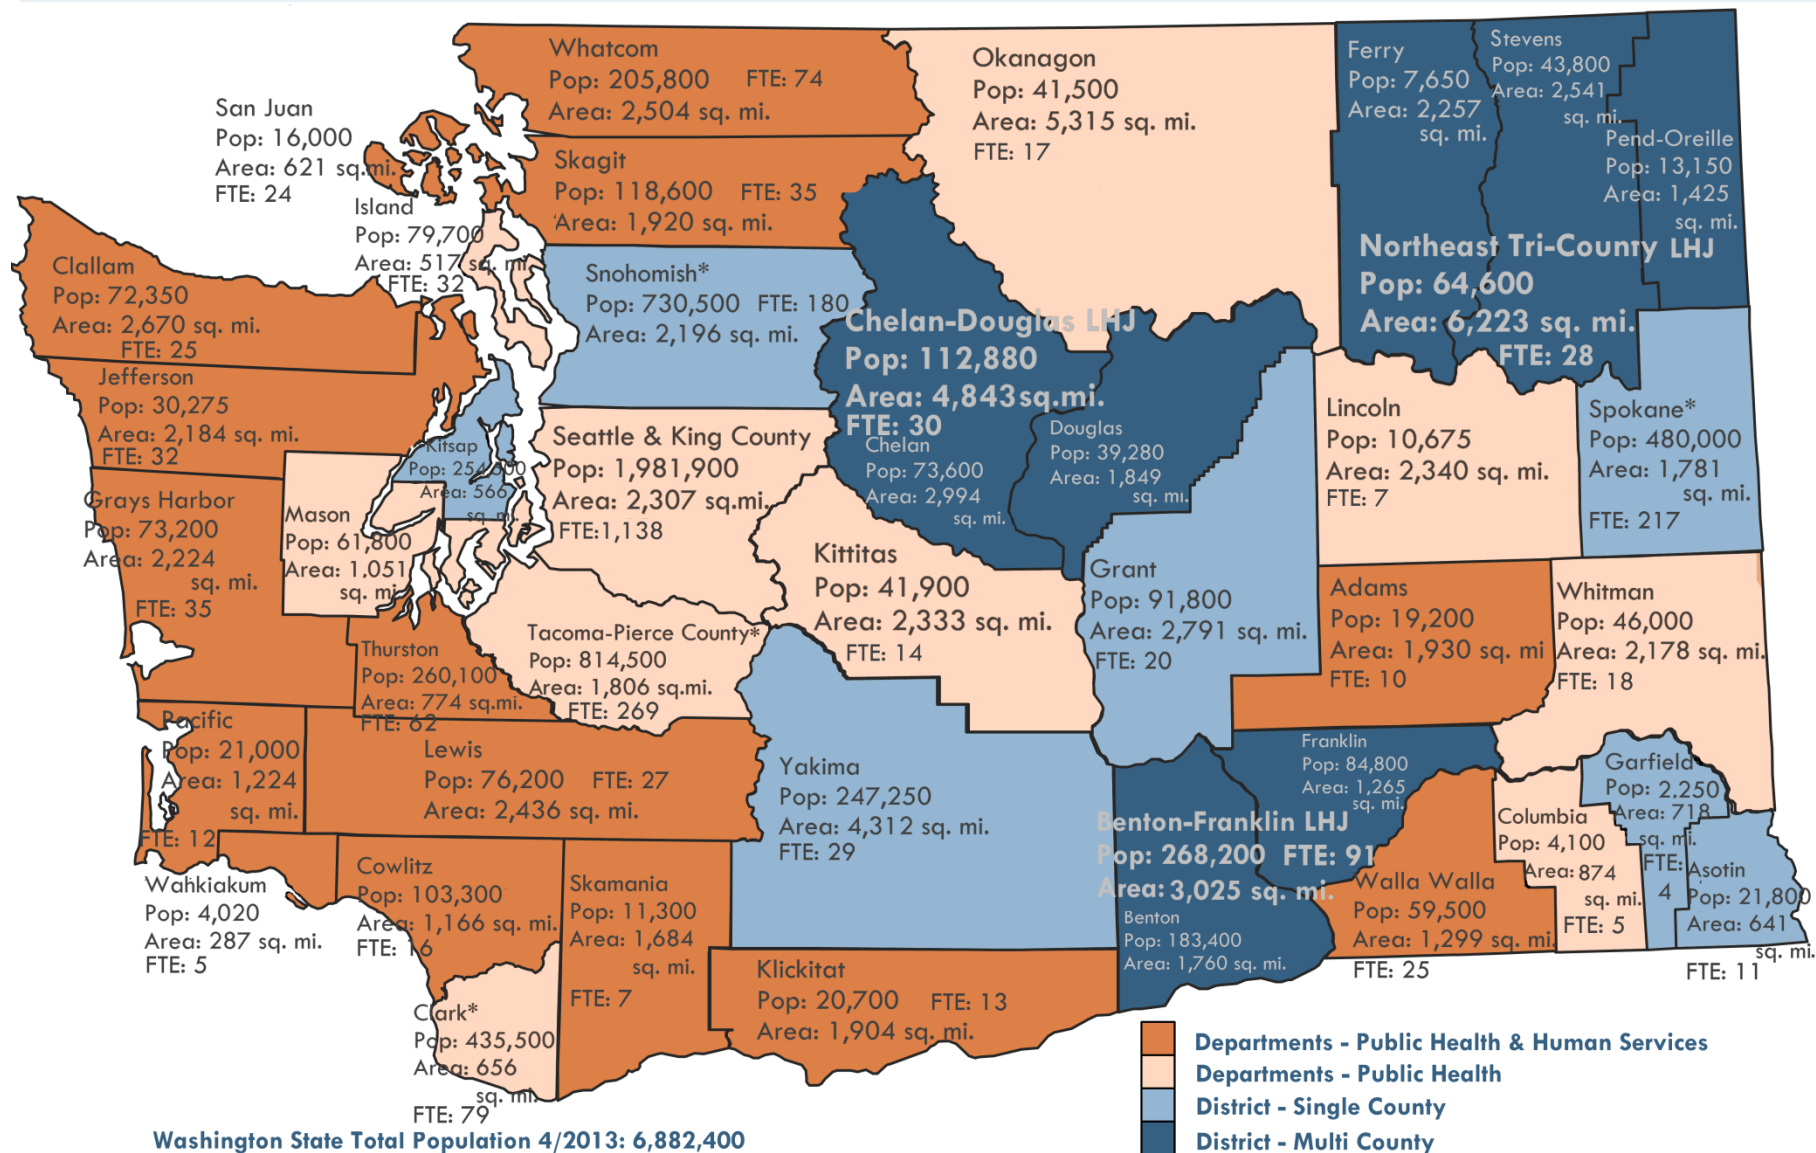 Whatcom
Pop: 205,800 FTE: 74
Area: 2,504 sq. mi.
Okanagon
Pop: 41,500
Area: 5,315 sq. mi.
FTE: 17
Ferry
Pop: 7,650
Area: 2,257
sq. mi.
Stevens
Pop: 43,800
Area: 2,541
sq. mi.
Pend-Oreille
Pop: 13,150
Area: 1,425
sq. mi.
Northeast Tri-County LHJ
Pop: 64,600
Area: 6,223 sq. mi.
FTE: 28
San Juan
Pop: 16,000
Area: 621 sq.mi.
FTE: 24
Skagit
Pop: 118,600 FTE: 35
Area: 1,920 sq. mi.
Island
Pop: 79,700
Area: 517 sq. mi.
FTE: 32
Clallam
Pop: 72,350
Area: 2,670 sq. mi.
FTE: 25
Snohomish*
Pop: 730,500 FTE: 180
Area: 2,196 sq. mi.
Chelan-Douglas LHJ
Pop: 112,880
Area: 4,843sq.mi.
FTE: 30
Chelan
Pop: 73,600
Area: 2,994
sq. mi.
Douglas
Pop: 39,280
Area: 1,849
sq. mi.
Jefferson
Pop: 30,275
Area: 2,184 sq. mi.
FTE: 32
Kitsap
Pop: 254,000
Area: 566
sq. mi.
Seattle & King County
Pop: 1,981,900
Area: 2,307 sq.mi.
FTE:1,138
Lincoln
Pop: 10,675
Area: 2,340 sq. mi.
FTE: 7
Spokane*
Pop: 480,000
Area: 1,781
sq. mi.
FTE: 217
Grays Harbor
Pop: 73,200
Area: 2,224
sq. mi.
FTE: 35
Mason
Pop: 61,800
Area: 1,051
sq. mi.
Kittitas
Pop: 41,900
Area: 2,333 sq. mi.
FTE: 14
Grant
Pop: 91,800
Area: 2,791 sq. mi.
FTE: 20
Adams
Pop: 19,200
Area: 1,930 sq. mi
FTE: 10
Whitman
Pop: 46,000
Area: 2,178 sq. mi.
FTE: 18
Thurston
Pop: 260,100
Area: 774 sq.mi.
FTE: 62
Tacoma-Pierce County*
Pop: 814,500
Area: 1,806 sq.mi.
FTE: 269
Pacific
Pop: 21,000
Area: 1,224
sq. mi.
FTE: 12
Lewis
Pop: 76,200 FTE: 27
Area: 2,436 sq. mi.
Yakima
Pop: 247,250
Area: 4,312 sq. mi.
FTE: 29
Franklin
Pop: 84,800
Area: 1,265
sq. mi.
Benton-Franklin LHJ
Pop: 268,200 FTE: 91
Area: 3,025 sq. mi.
Benton
Pop: 183,400
Area: 1,760 sq. mi.
Garfield
Pop: 2.250
Area: 718
sq. mi.
FTE:
4
Columbia
Pop: 4,100
Area: 874
sq. mi.
FTE: 5
Asotin
Pop: 21,800
Area: 641
sq. mi.
FTE: 11
Walla Walla
Pop: 59,500
Area: 1,299 sq. mi.
FTE: 25
Wahkiakum
Pop: 4,020
Area: 287 sq. mi.
FTE: 5
Cowlitz
Pop: 103,300
Area: 1,166 sq. mi.
FTE: 16
Skamania
Pop: 11,300
Area: 1,684
sq. mi.
FTE: 7
Klickitat
Pop: 20,700 FTE: 13
Area: 1,904 sq. mi.
Clark*
Pop: 435,500
Area: 656
sq. mi.
FTE: 79
Departments - Public Health & Human Services
Departments - Public Health
District - Single County
District - Multi County
Washington State Total Population 4/2013: 6,882,400